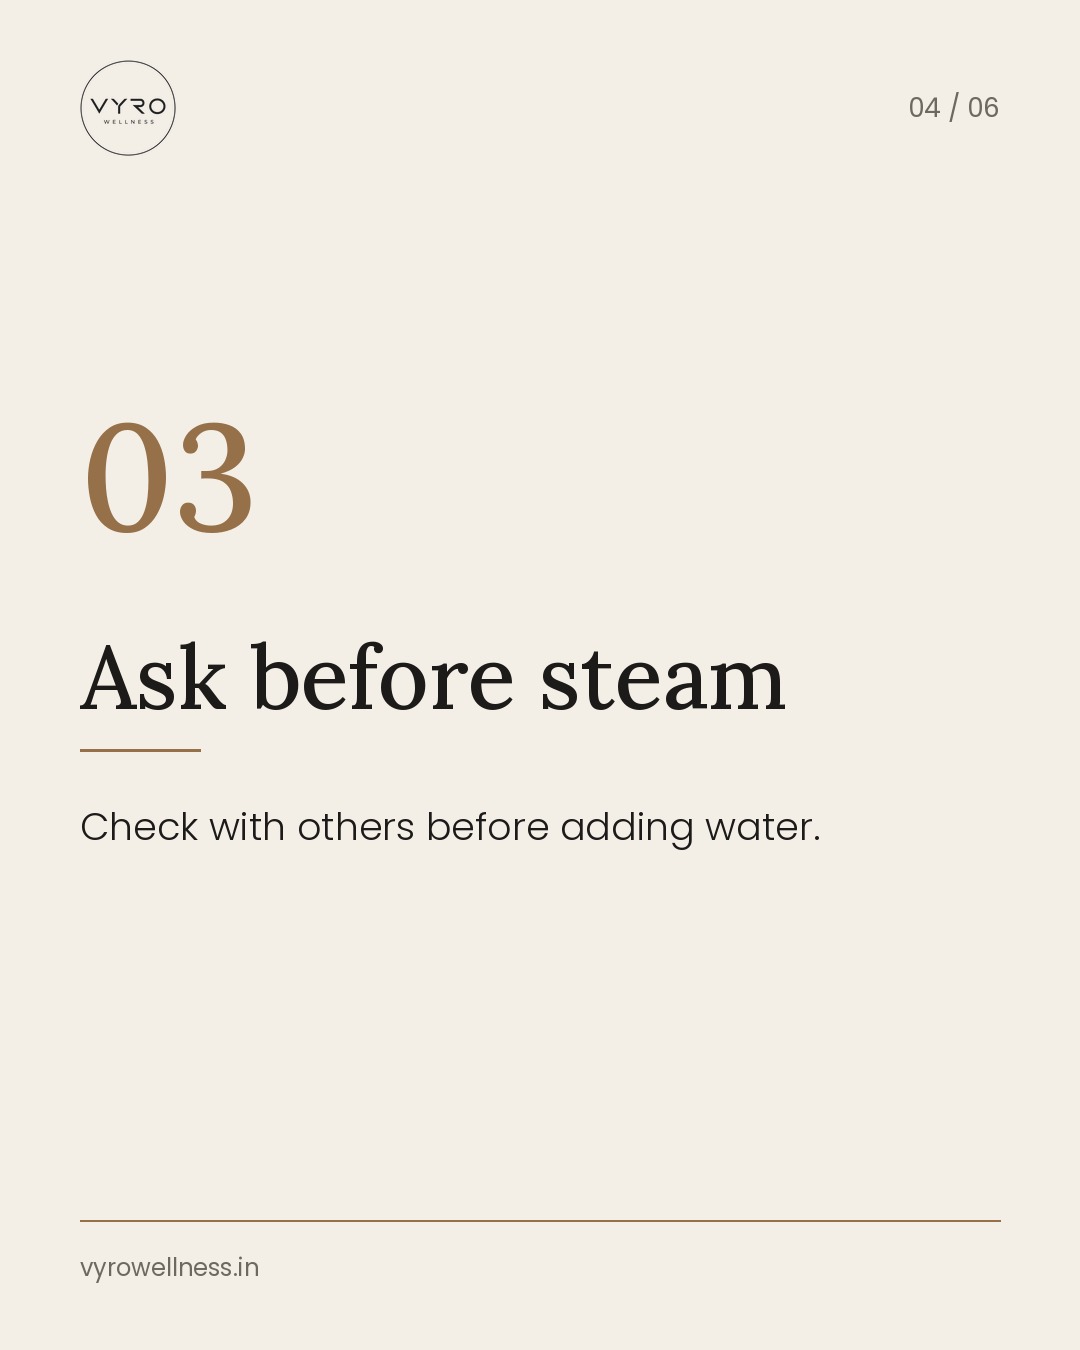 VYRO
WELLNESS
04 / 06
03
Ask before steam
Check with others before adding water.
vyrowellness.in